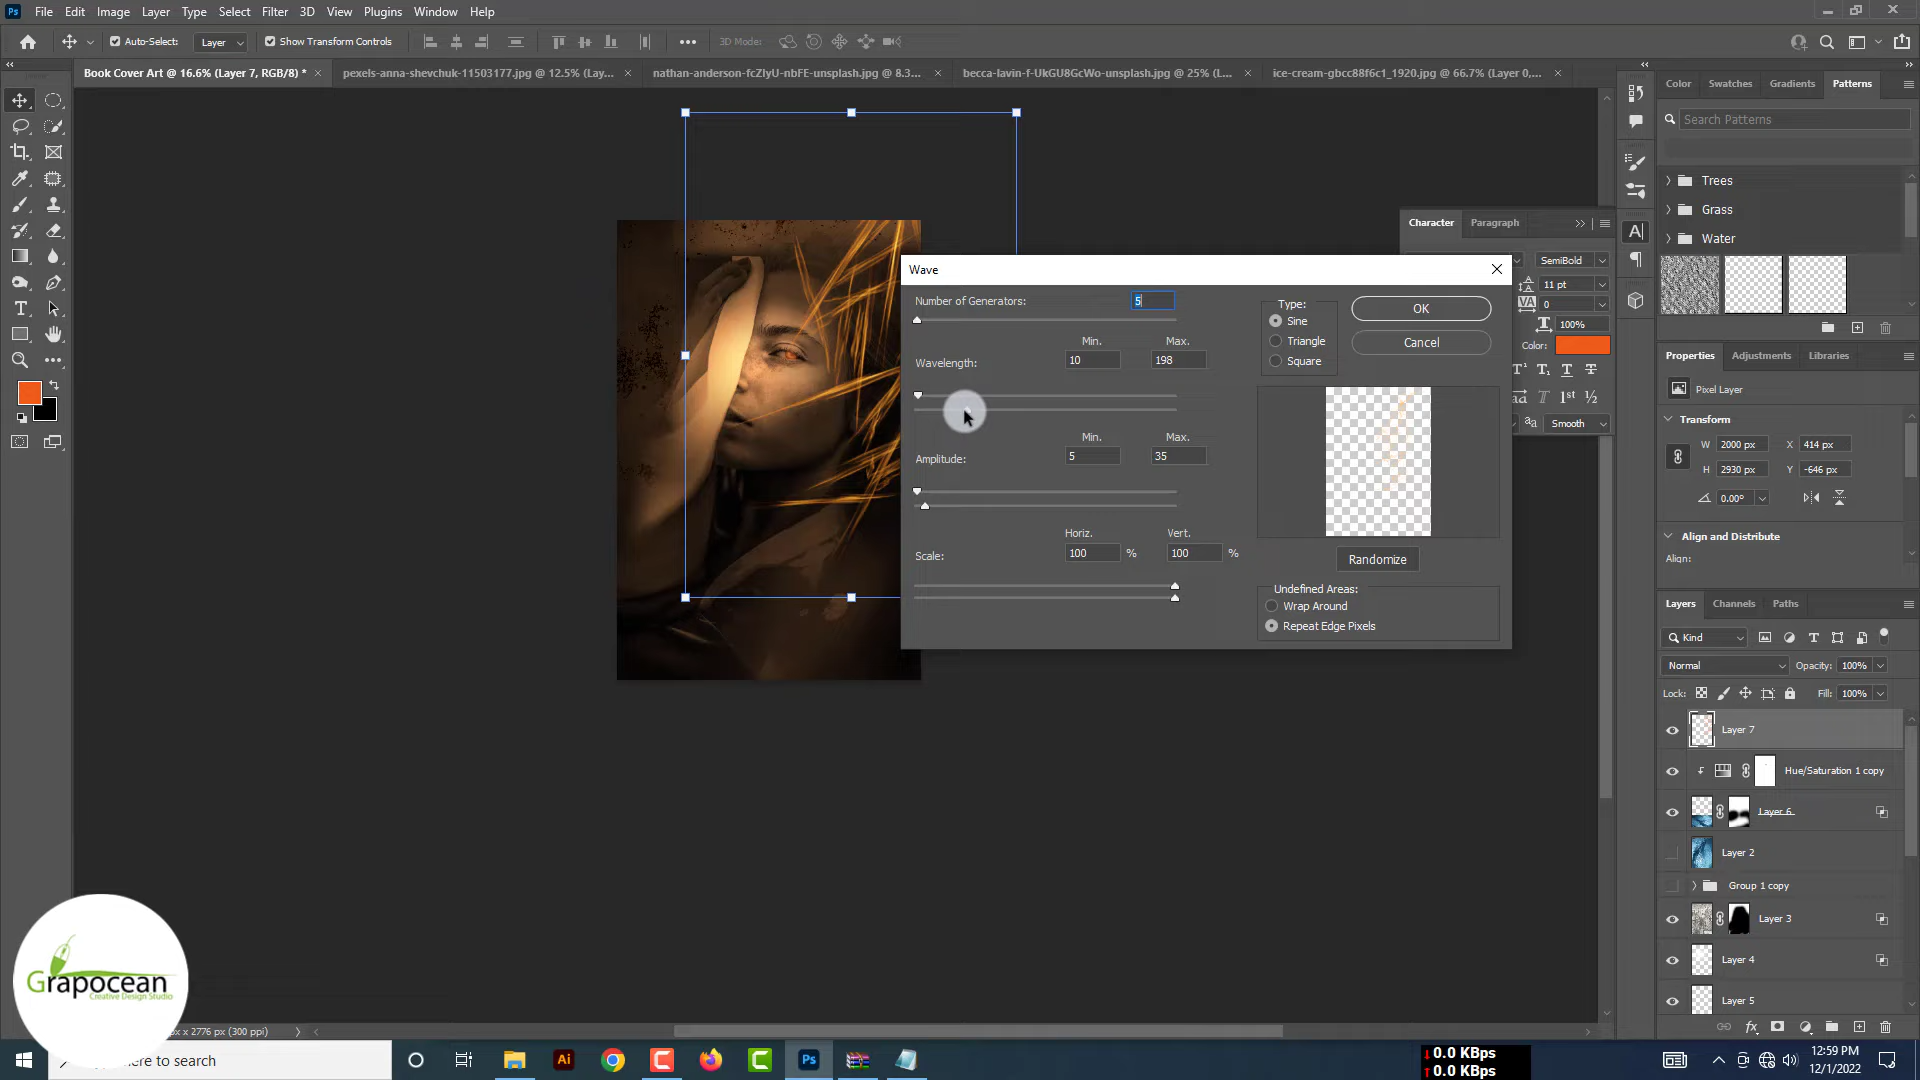 Ps File Edit Image Layer Type Select Filter 3D View Plugins Window Help
Auto-Select: Layer Show Transform Controls 3D Mode:
Book Cover Art @ 16.6% (Layer 7, RGB/8) * × pexels-anna-shevchuk-11503177.jpg @ 12.5% (Lay... × nathan-anderson-fcZIyU-nbFE-unsplash.jpg @ 8.3... × becca-lavin-f-UkGU8GcWo-unsplash.jpg @ 25% (L... × ice-cream-gbcc88f6c1_1920.jpg @ 66.7% (Layer 0,... ×
Color Swatches Gradients Patterns
Search Patterns
Trees
Grass
Water
Character Paragraph
SemiBold
11 pt
VA 0
100%
Color:
Smooth
Wave
Number of Generators: 5
Min. Max.
Wavelength: 10 198
Min. Max.
Amplitude: 5 35
Horiz. Vert.
Scale: 100 % 100 %
Type:
Sine
Triangle
Square
OK
Cancel
Randomize
Undefined Areas:
Wrap Around
Repeat Edge Pixels
Properties Adjustments Libraries
Pixel Layer
Transform
W 2000 px X 414 px
H 2930 px Y -646 px
0.00°
Align and Distribute
Align:
Layers Channels Paths
Kind
Normal Opacity: 100%
Lock: Fill: 100%
Layer 7
Hue/Saturation 1 copy
Layer 6
Layer 2
Group 1 copy
Layer 3
Layer 4
Layer 5
Grapocean
Creative Design Studio
px x 2776 px (300 ppi)
here to search
Ai
Ps
0.0 KBps
0.0 KBps
12:59 PM
12/1/2022